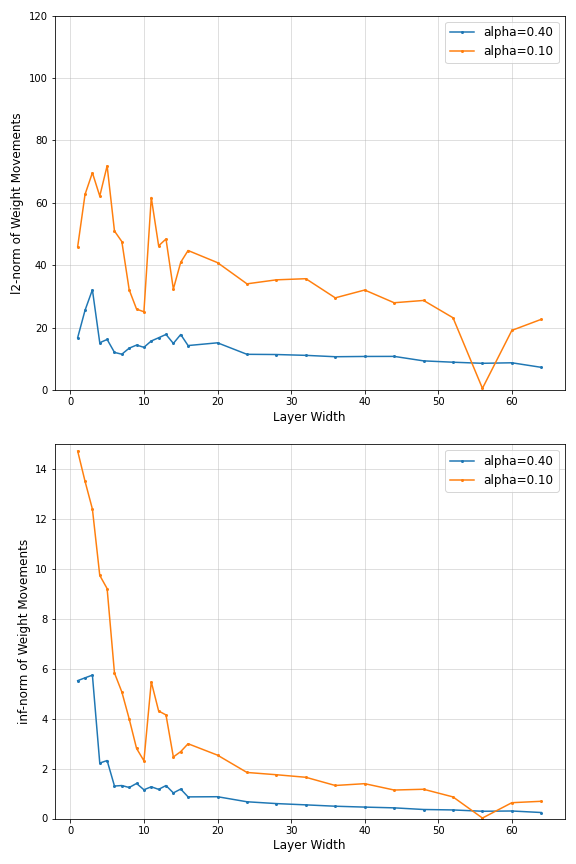 120
100
80
60
40
20
0
l2-norm of Weight Movements
alpha=0.40
alpha=0.10
0 10 20 30 40 50 60
Layer Width
14
12
10
8
6
4
2
0
inf-norm of Weight Movements
alpha=0.40
alpha=0.10
0 10 20 30 40 50 60
Layer Width